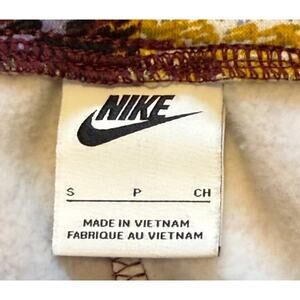 NIKE
S P CH
MADE IN VIETNAM
FABRIQUE AU VIETNAM